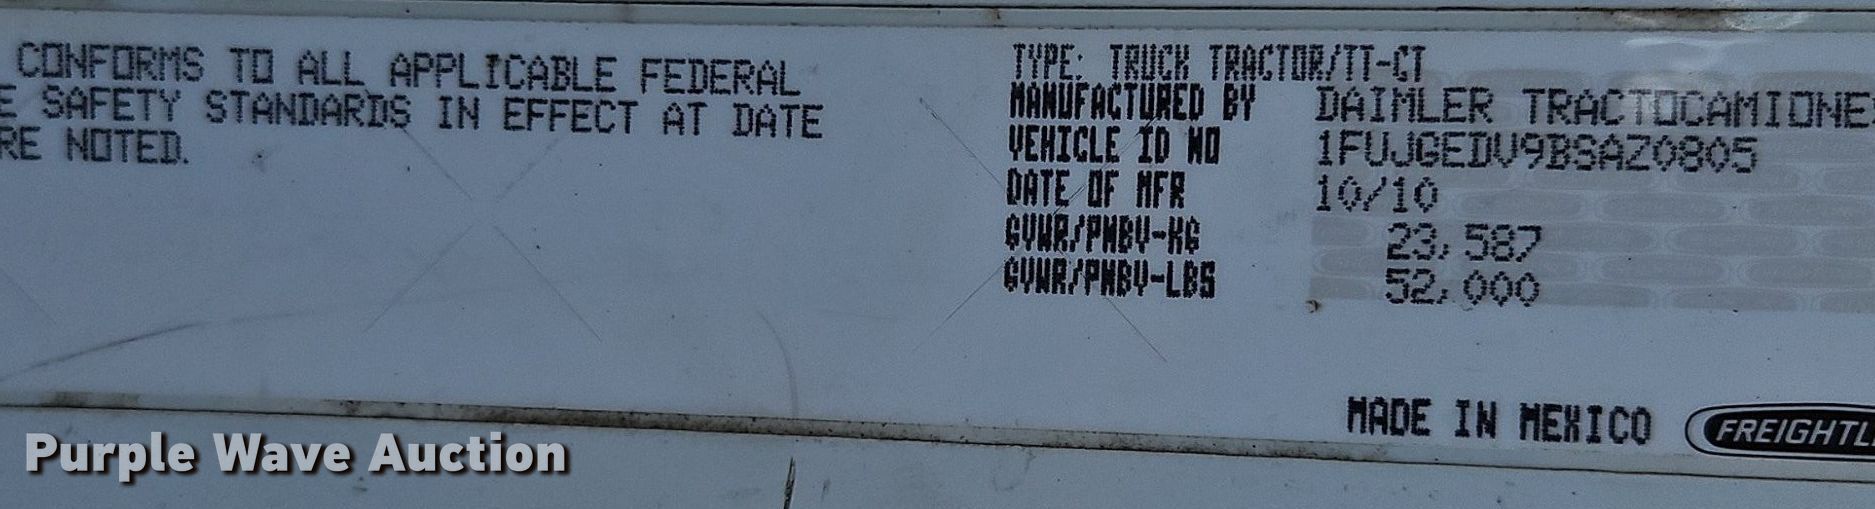 CONFORMS TO ALL APPLICABLE FEDERAL
E SAFETY STANDARDS IN EFFECT AT DATE
RE NOTED.
TYPE: TRUCK TRACTOR/TT-CT
MANUFACTURED BY DAIMLER TRACTOCAMIONE
VEHICLE ID NO 1FUJGEDV9BSAZ0805
DATE OF MFR 10/10
GVWR/PNBV-KG 23,587
GVWR/PNBV-LBS 52,000
MADE IN MEXICO FREIGHTL
Purple Wave Auction